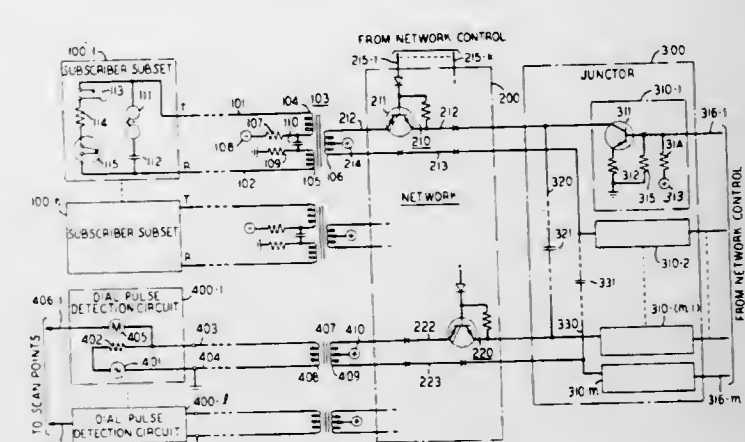 FROM NETWORK CONTROL
215-1
215-k
100-1
SUBSCRIBER SUBSET
113
111
114
115
112
T
R
101
102
104
103
107
110
108
109
105
106
212
211
212
210
214
213
200
NETWORK
300
JUNCTOR
310-1
311
316-1
314
312
315
313
320
321
310-2
331
330
310-(m-1)
310-m
316-m
FROM NETWORK CONTROL
SUBSCRIBER SUBSET
T
R
DIAL PULSE
DETECTION CIRCUIT
400-1
406-1
M
402
405
401
403
404
407
410
408
409
222
220
223
TO SCAN POINTS
400-l
DIAL PULSE
DETECTION CIRCUIT